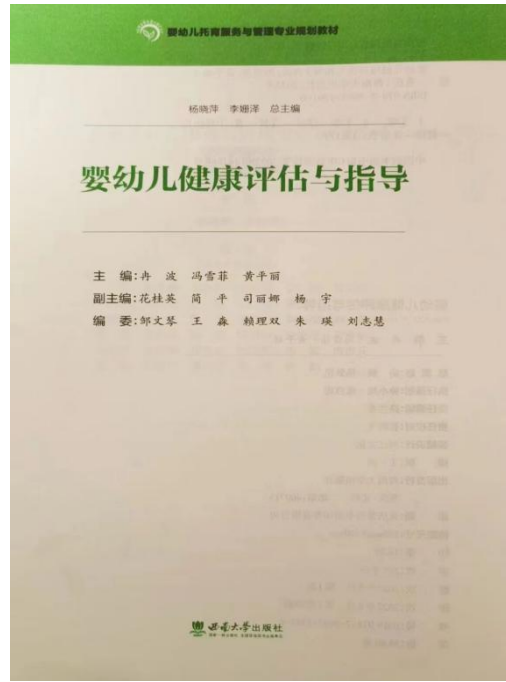 婴幼儿托育服务与管理专业规划教材
杨晓萍 李姗泽 总主编
婴幼儿健康评估与指导
主 编:冉 波 冯雪菲 黄平丽
副主编:花桂英 简 平 司丽娜 杨 宇
编 委:邹文琴 王 淼 赖理双 朱 瑛 刘志慧
西南大学出版社